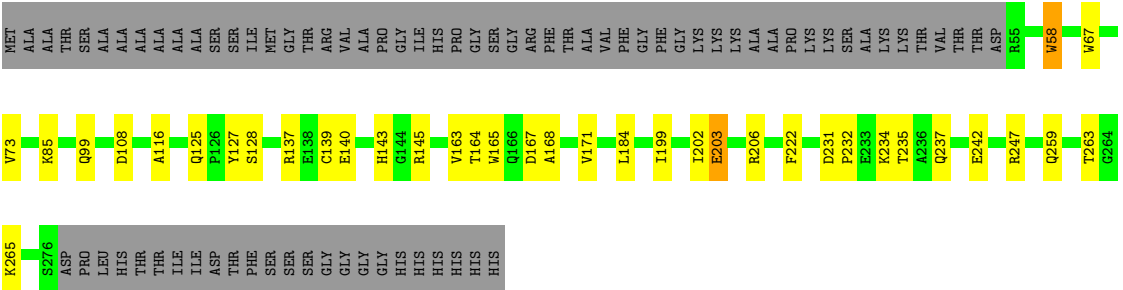 MET ALA ALA THR SER ALA ALA ALA ALA ALA ALA SER SER ILE MET GLY THR ARG VAL ALA PRO GLY ILE HIS PRO GLY SER GLY ARG PHE THR ALA VAL PHE GLY PHE GLY LYS LYS LYS ALA ALA PRO LYS LYS SER ALA LYS LYS THR VAL THR THR ASP R55 W58 W67
V73 K85 Q99 D108 A116 Q125 P126 Y127 S128 R137 E138 C139 E140 H143 G144 R145 V163 T164 W165 Q166 D167 A168 V171 L184 I199 I202 E203 R206 F222 D231 P232 E233 K234 T235 A236 Q237 E242 R247 Q259 T263 G264
K265 S276 ASP PRO LEU HIS THR THR ILE ILE ASP THR PHE SER SER SER GLY GLY GLY GLY HIS HIS HIS HIS HIS HIS